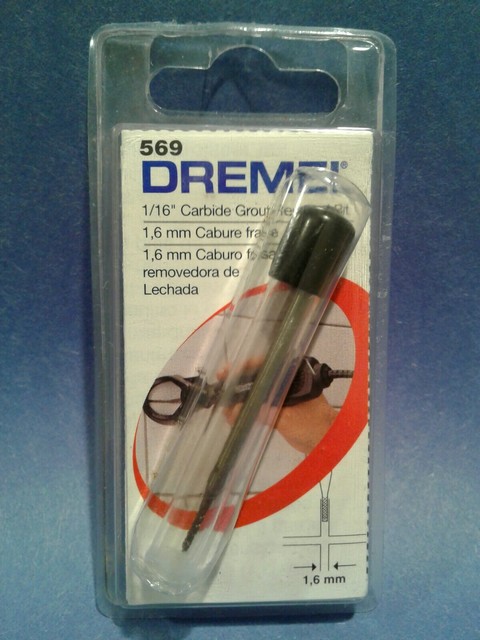 569
DREMEL®
1/16" Carbide Grout Bit
1,6 mm Cabure
1,6 mm Caburo
removedora de
Lechada
1,6 mm